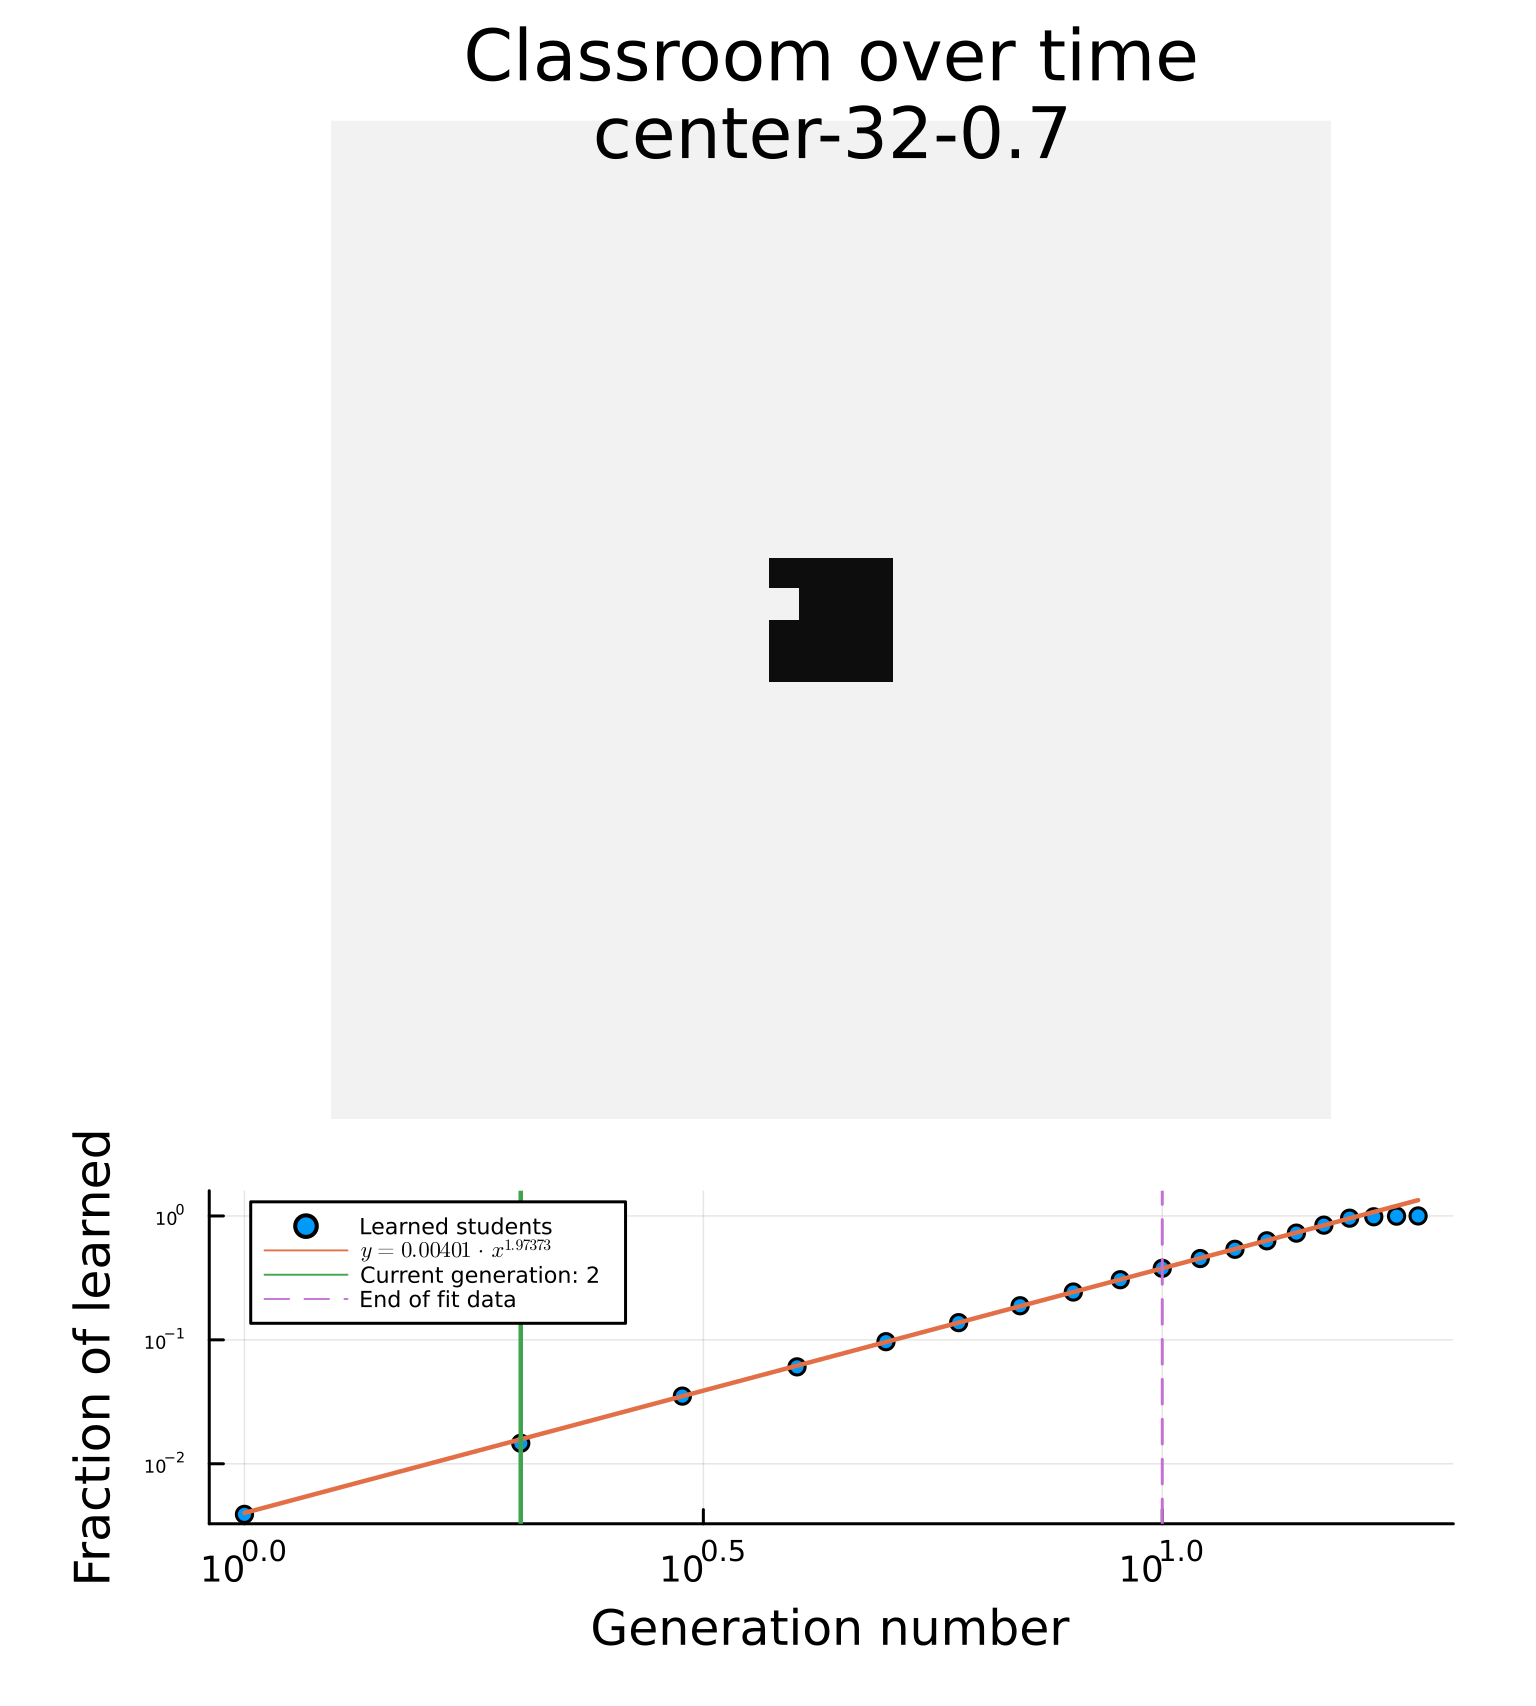 Classroom over time
center-32-0.7
Fraction of learned
10^0
10^-1
10^-2
Learned students
y = 0.00401 · x^1.97373
Current generation: 2
End of fit data
10^0.0 10^0.5 10^1.0
Generation number